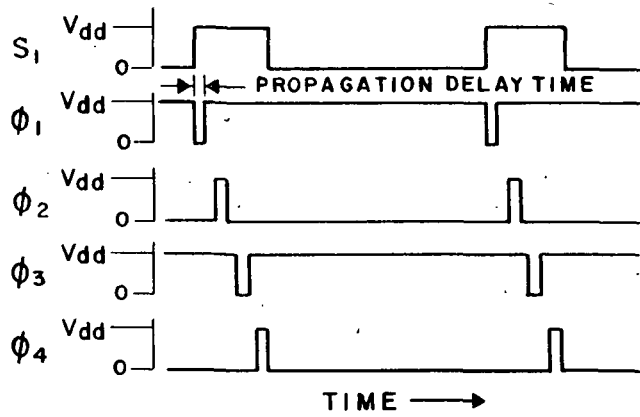 S1 Vdd
0
PROPAGATION DELAY TIME
ϕ1 Vdd
0
ϕ2 Vdd
0
ϕ3 Vdd
0
ϕ4 Vdd
0
TIME